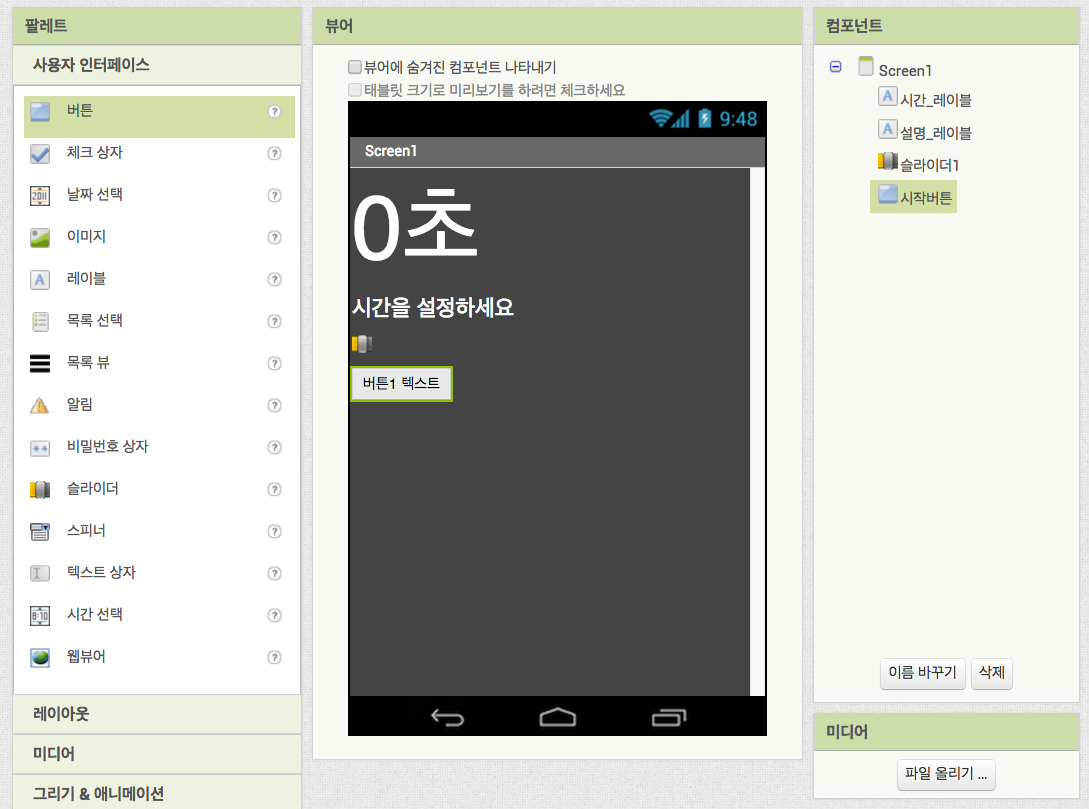 팔레트
사용자 인터페이스
버튼
?
체크 상자
?
날짜 선택
?
이미지
?
레이블
?
목록 선택
?
목록 뷰
?
알림
?
비밀번호 상자
?
슬라이더
?
스피너
?
텍스트 상자
?
시간 선택
?
웹뷰어
?
레이아웃
미디어
그리기 & 애니메이션
뷰어
뷰어에 숨겨진 컴포넌트 나타내기
태블릿 크기로 미리보기를 하려면 체크하세요
9:48
Screen1
0초
시간을 설정하세요
버튼1 텍스트
컴포넌트
Screen1
A 시간_레이블
A 설명_레이블
슬라이더1
시작버튼
이름 바꾸기
삭제
미디어
파일 올리기 ...